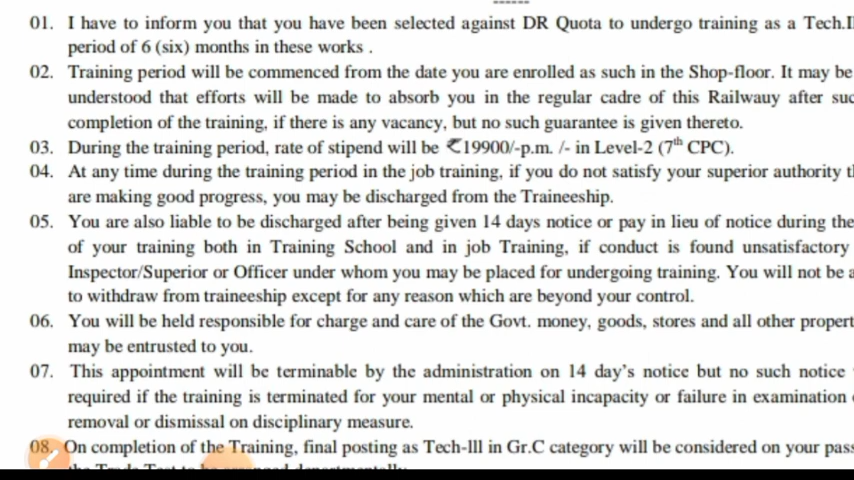 01. I have to inform you that you have been selected against DR Quota to undergo training as a
period of 6 (six) months in these works .
02. Training period will be commenced from the date you are enrolled as such in the Shop-floor. It may be
understood that efforts will be made to absorb you in the regular cadre of this Railwauy after
completion of the training, if there is any vacancy, but no such guarantee is given thereto.
03. During the training period, rate of stipend will be ₹19900/-p.m. /- in Level-2 (7th CPC).
04. At any time during the training period in the job training, if you do not satisfy your superior authority
are making good progress, you may be discharged from the Traineeship.
05. You are also liable to be discharged after being given 14 days notice or pay in lieu of notice during the
of your training both in Training School and in job Training, if conduct is found unsatisfactory
Inspector/Superior or Officer under whom you may be placed for undergoing training. You will not be
to withdraw from traineeship except for any reason which are beyond your control.
06. You will be held responsible for charge and care of the Govt. money, goods, stores and all other
may be entrusted to you.
07. This appointment will be terminable by the administration on 14 day's notice but no such notice
required if the training is terminated for your mental or physical incapacity or failure in examination
removal or dismissal on disciplinary measure.
08. On completion of the Training, final posting as Tech-III in Gr.C category will be considered on your
the Trade Test to be arranged departmentally